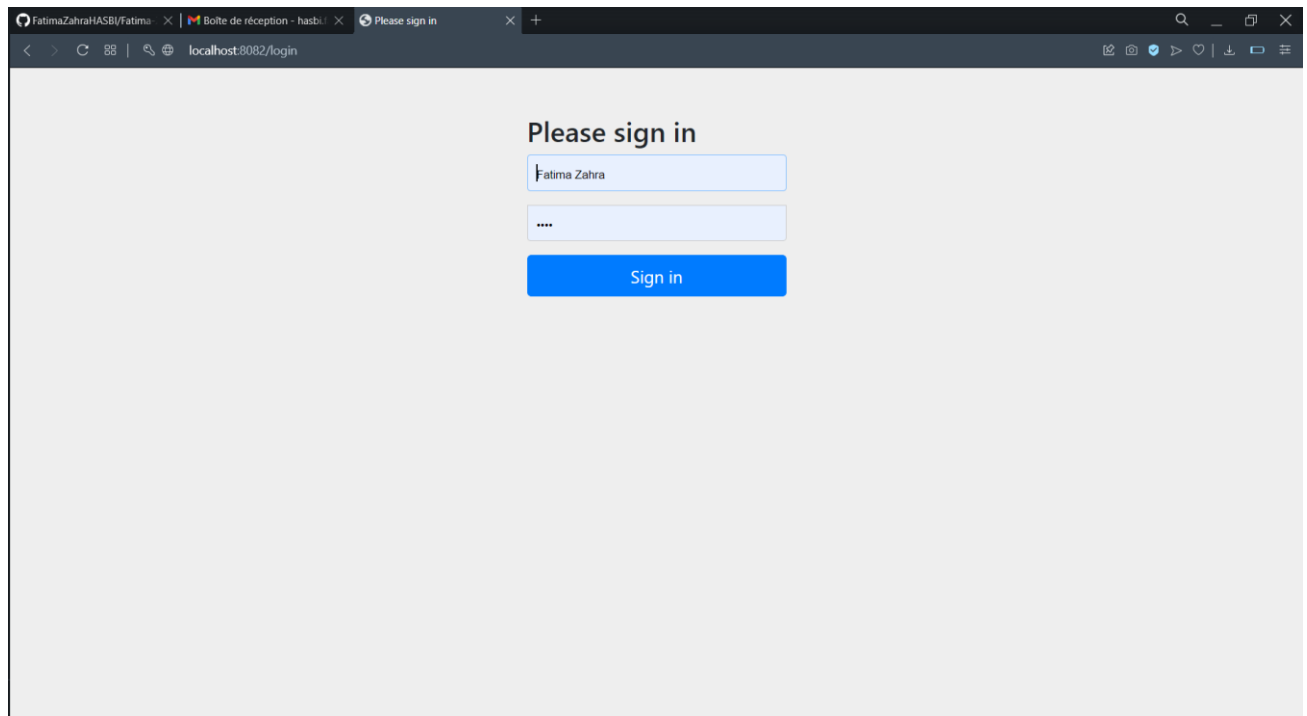 FatimaZahraHASBI/Fatima-
Boîte de réception - hasbi.f
Please sign in
localhost:8082/login
Please sign in
Fatima Zahra
••••
Sign in